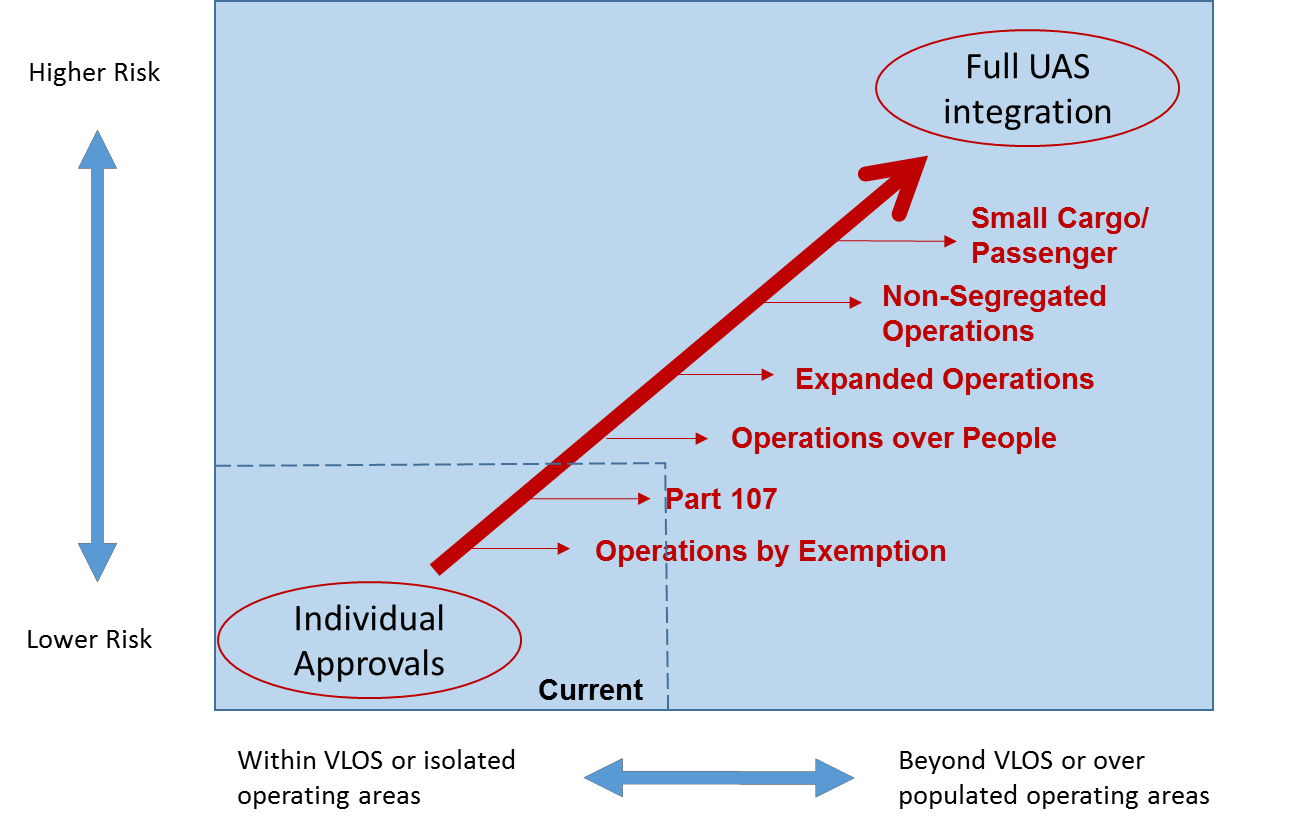 Higher Risk
Full UAS
integration
Small Cargo/
Passenger
Non-Segregated
Operations
Expanded Operations
Operations over People
Part 107
Operations by Exemption
Individual
Approvals
Lower Risk
Current
Within VLOS or isolated
operating areas
Beyond VLOS or over
populated operating areas